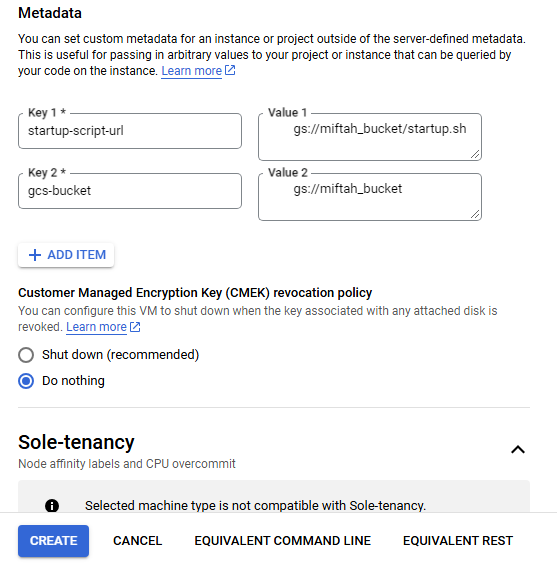 Metadata
You can set custom metadata for an instance or project outside of the server-defined metadata.
This is useful for passing in arbitrary values to your project or instance that can be queried by
your code on the instance. Learn more
Key 1 *
startup-script-url
Value 1
gs://miftah_bucket/startup.sh
Key 2 *
gcs-bucket
Value 2
gs://miftah_bucket
+ ADD ITEM
Customer Managed Encryption Key (CMEK) revocation policy
You can configure this VM to shut down when the key associated with any attached disk is
revoked. Learn more
Shut down (recommended)
Do nothing
Sole-tenancy
Node affinity labels and CPU overcommit
Selected machine type is not compatible with Sole-tenancy.
CREATE CANCEL EQUIVALENT COMMAND LINE EQUIVALENT REST